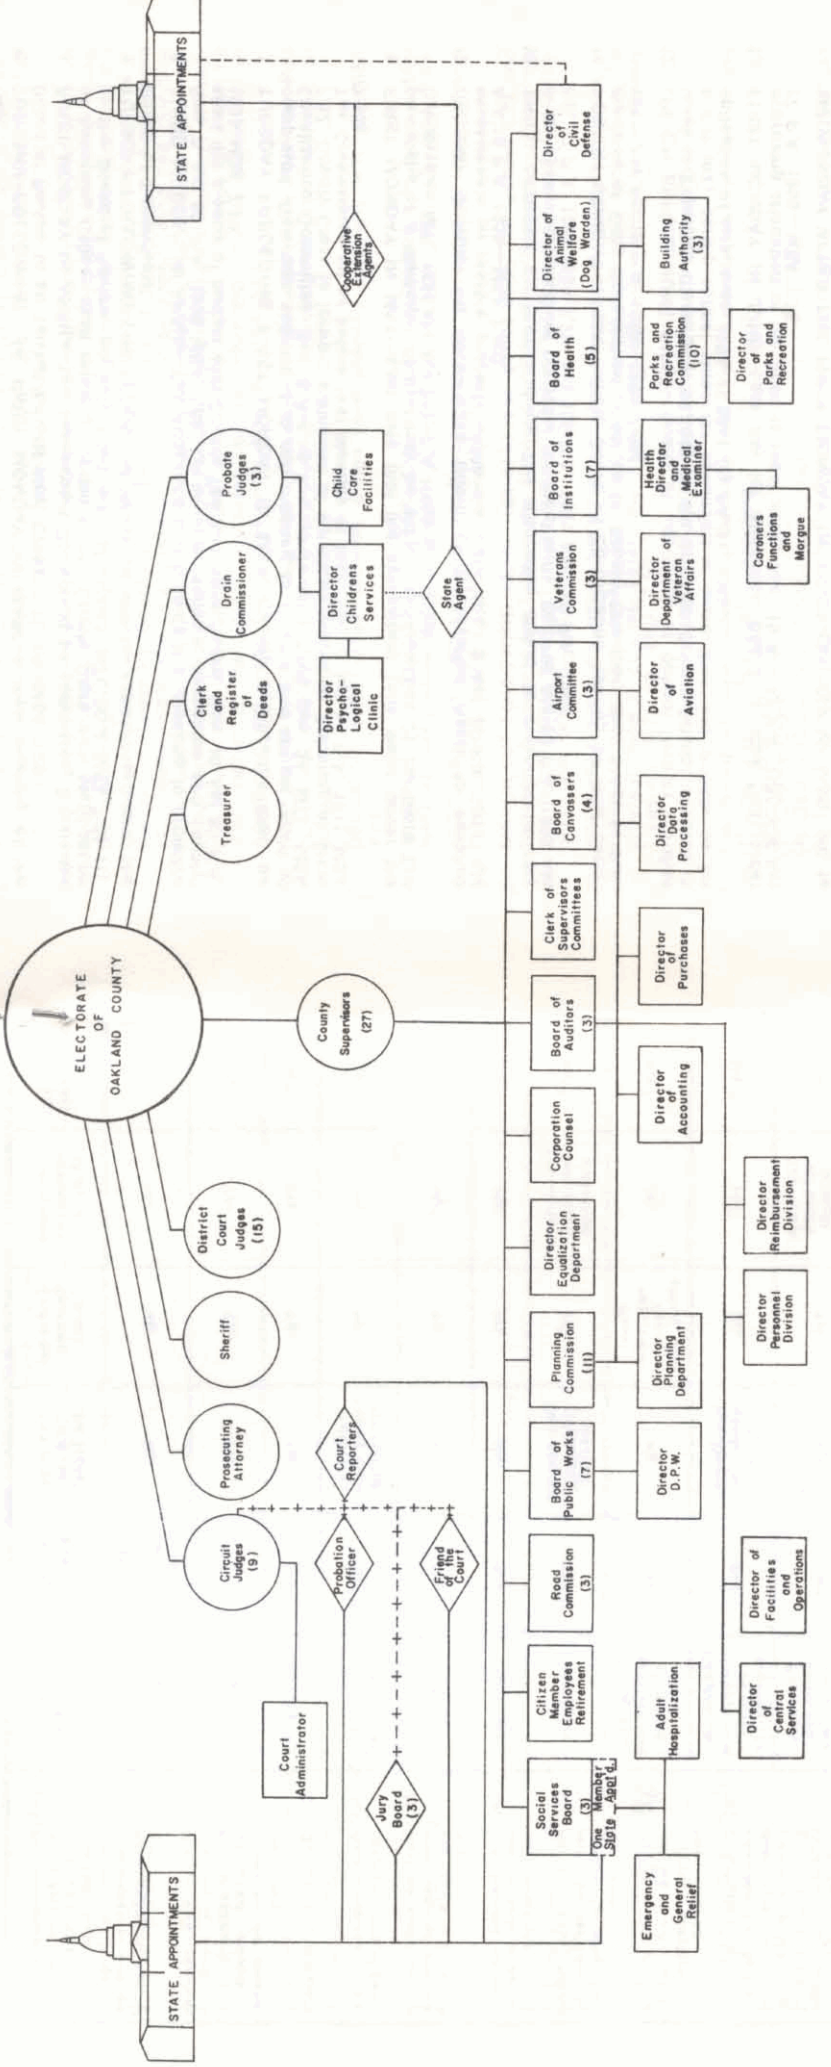 STATE APPOINTMENTS
ELECTORATE
OF
OAKLAND COUNTY
STATE APPOINTMENTS
Circuit
Judges
(9)
Prosecuting
Attorney
Sheriff
District
Court
Judges
(15)
Treasurer
Clerk
and
Register
of
Deeds
Drain
Commissioner
Probate
Judges
(3)
Court
Administrator
Probation
Officer
Court
Reporters
County
Supervisors
(27)
Director
Psycho-
Logical
Clinic
Director
Childrens
Services
Child
Care
Facilities
Cooperative
Extension
Agents
Jury
Board
(3)
Friend
of the
Court
State
Agent
Social
Services
Board
(3)
One Member
State Appt'd.
Citizen
Member
Employees
Retirement
Road
Commission
(3)
Board of
Public Works
(7)
Planning
Commission
(11)
Director
Equalization
Department
Corporation
Counsel
Board of
Auditors
(3)
Clerk of
Supervisors
Committees
Board of
Canvassers
(4)
Airport
Committee
(3)
Veterans
Commission
(3)
Board of
Institutions
(7)
Board of
Health
(5)
Director of
Animal
Welfare
(Dog Warden)
Director
of
Civil
Defense
Emergency
and
General
Relief
Adult
Hospitalization
Director
D.P.W.
Director
Planning
Department
Director
of
Accounting
Director
of
Purchases
Director
Data
Processing
Director
of
Aviation
Director
Department of
Veteran
Affairs
Health
Director
and
Medical
Examiner
Parks and
Recreation
Commission
(10)
Building
Authority
(3)
Director
of
Central
Services
Director of
Facilities
and
Operations
Director
Personnel
Division
Director
Reimbursement
Division
Coroners
Functions
and
Morgue
Director
of
Parks and
Recreation